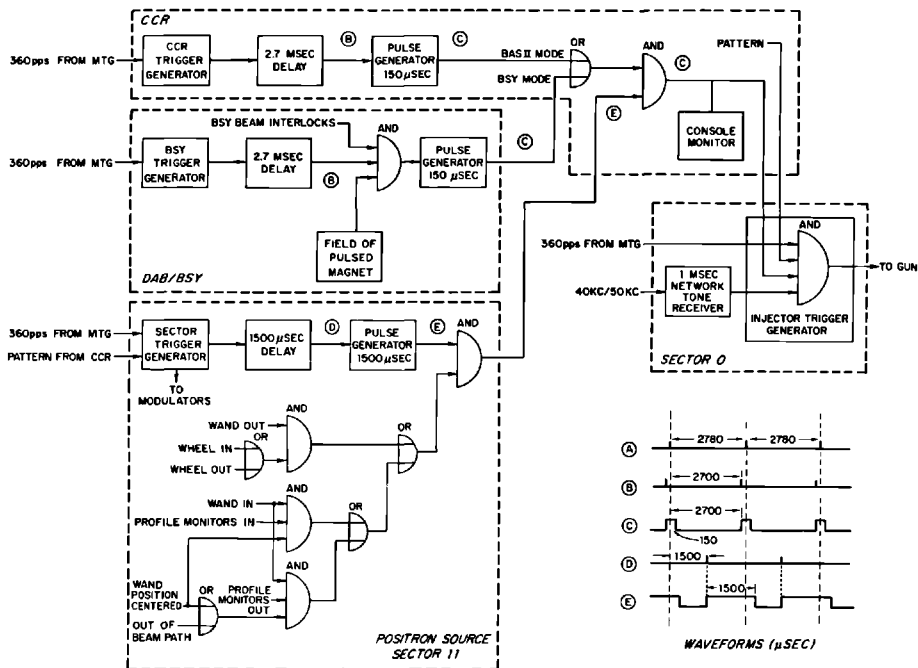 CCR
360pps FROM MTG
CCR
TRIGGER
GENERATOR
2.7 MSEC
DELAY
B
PULSE
GENERATOR
150μSEC
C
BAS II MODE
BSY MODE
OR
AND
E
C
PATTERN
CONSOLE
MONITOR
BSY BEAM INTERLOCKS
AND
360pps FROM MTG
BSY
TRIGGER
GENERATOR
2.7 MSEC
DELAY
B
PULSE
GENERATOR
150 μSEC
C
FIELD OF
PULSED
MAGNET
DAB/BSY
360pps FROM MTG
40KC/50KC
1 MSEC
NETWORK
TONE
RECEIVER
AND
INJECTOR TRIGGER
GENERATOR
TO GUN
SECTOR O
360pps FROM MTG
PATTERN FROM CCR
SECTOR
TRIGGER
GENERATOR
TO
MODULATORS
1500μSEC
DELAY
D
PULSE
GENERATOR
1500μSEC
E
AND
WAND OUT
AND
OR
WHEEL IN
WHEEL OUT
OR
WAND IN
AND
PROFILE MONITORS IN
OR
AND
WAND
POSITION
CENTERED
OR
PROFILE
MONITORS
OUT
OUT OF
BEAM PATH
POSITRON SOURCE
SECTOR 11
A
2780
2780
B
2700
C
2700
150
D
1500
E
1500
WAVEFORMS (μSEC)